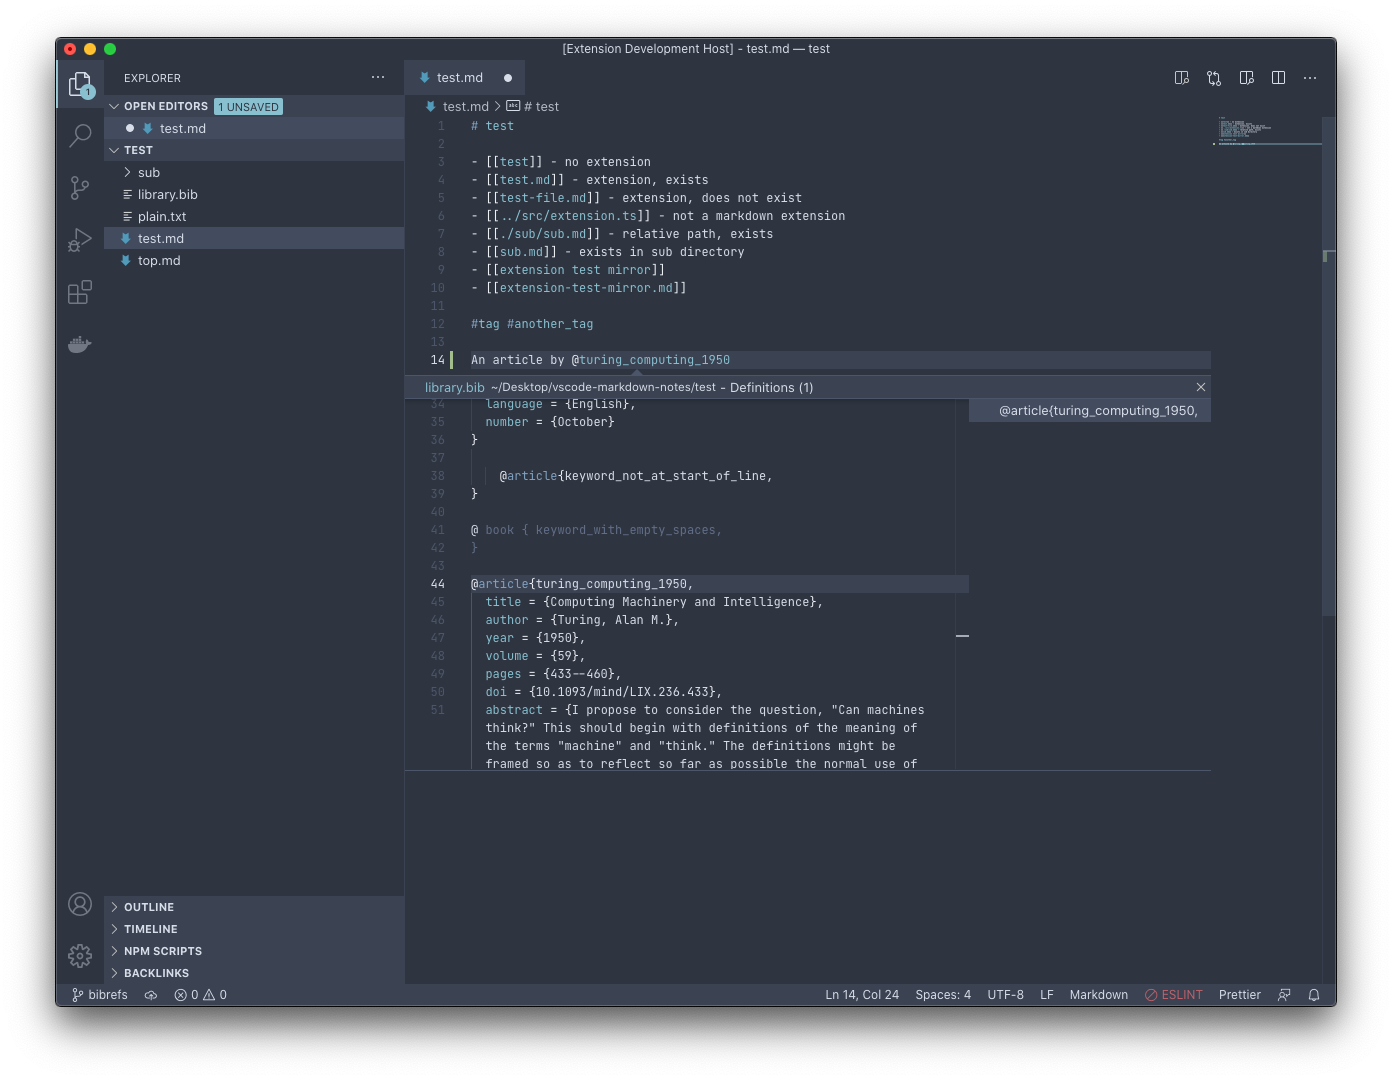 [Extension Development Host] - test.md — test
EXPLORER
OPEN EDITORS 1 UNSAVED
test.md
TEST
sub
library.bib
plain.txt
test.md
top.md
OUTLINE
TIMELINE
NPM SCRIPTS
BACKLINKS
1
test.md
test.md > # test
1 # test
2
3 - [[test]] - no extension
4 - [[test.md]] - extension, exists
5 - [[test-file.md]] - extension, does not exist
6 - [[../src/extension.ts]] - not a markdown extension
7 - [[./sub/sub.md]] - relative path, exists
8 - [[sub.md]] - exists in sub directory
9 - [[extension test mirror]]
10 - [[extension-test-mirror.md]]
11
12 #tag #another_tag
13
14 An article by @turing_computing_1950
library.bib ~/Desktop/vscode-markdown-notes/test - Definitions (1)
@article{turing_computing_1950,
34 language = {English},
35 number = {October}
36 }
37
38 @article{keyword_not_at_start_of_line,
39 }
40
41 @ book { keyword_with_empty_spaces,
42 }
43
44 @article{turing_computing_1950,
45 title = {Computing Machinery and Intelligence},
46 author = {Turing, Alan M.},
47 year = {1950},
48 volume = {59},
49 pages = {433--460},
50 doi = {10.1093/mind/LIX.236.433},
51 abstract = {I propose to consider the question, "Can machines
think?" This should begin with definitions of the meaning of
the terms "machine" and "think." The definitions might be
framed so as to reflect so far as possible the normal use of
bibrefs 0 0 Ln 14, Col 24 Spaces: 4 UTF-8 LF Markdown ESLINT Prettier